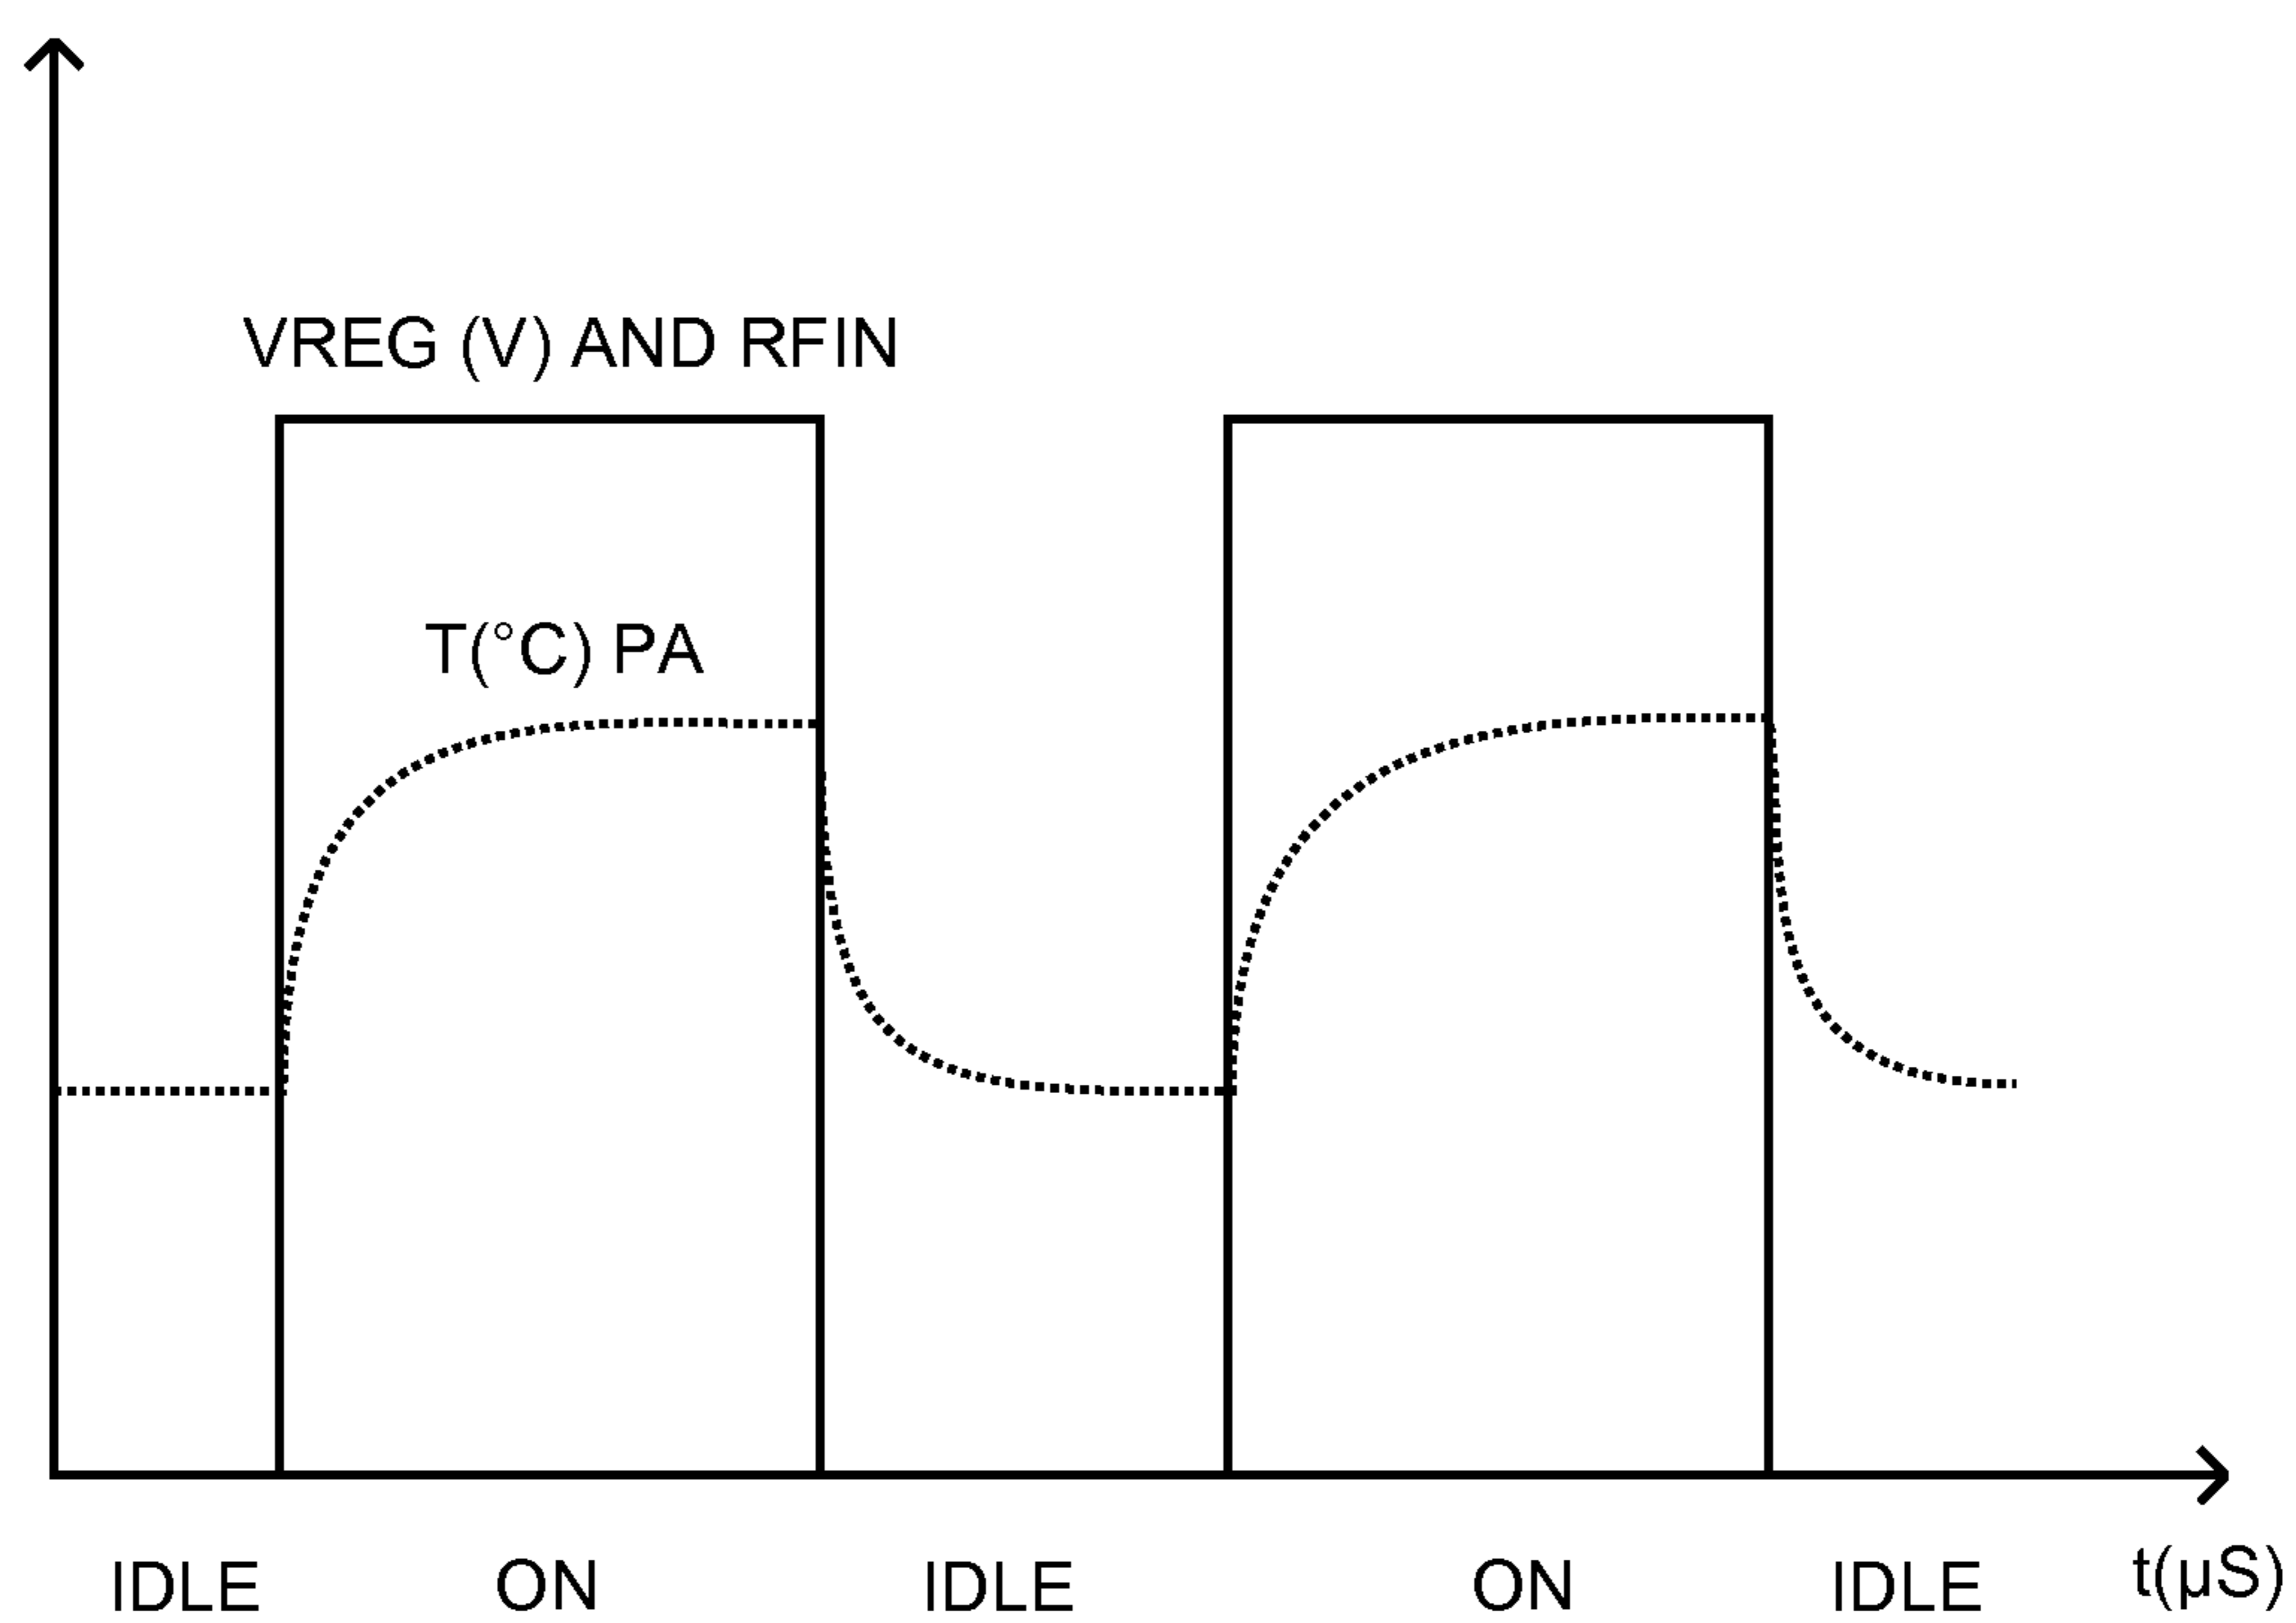 VREG (V) AND RFIN
T(°C) PA
IDLE ON IDLE ON IDLE t(μS)